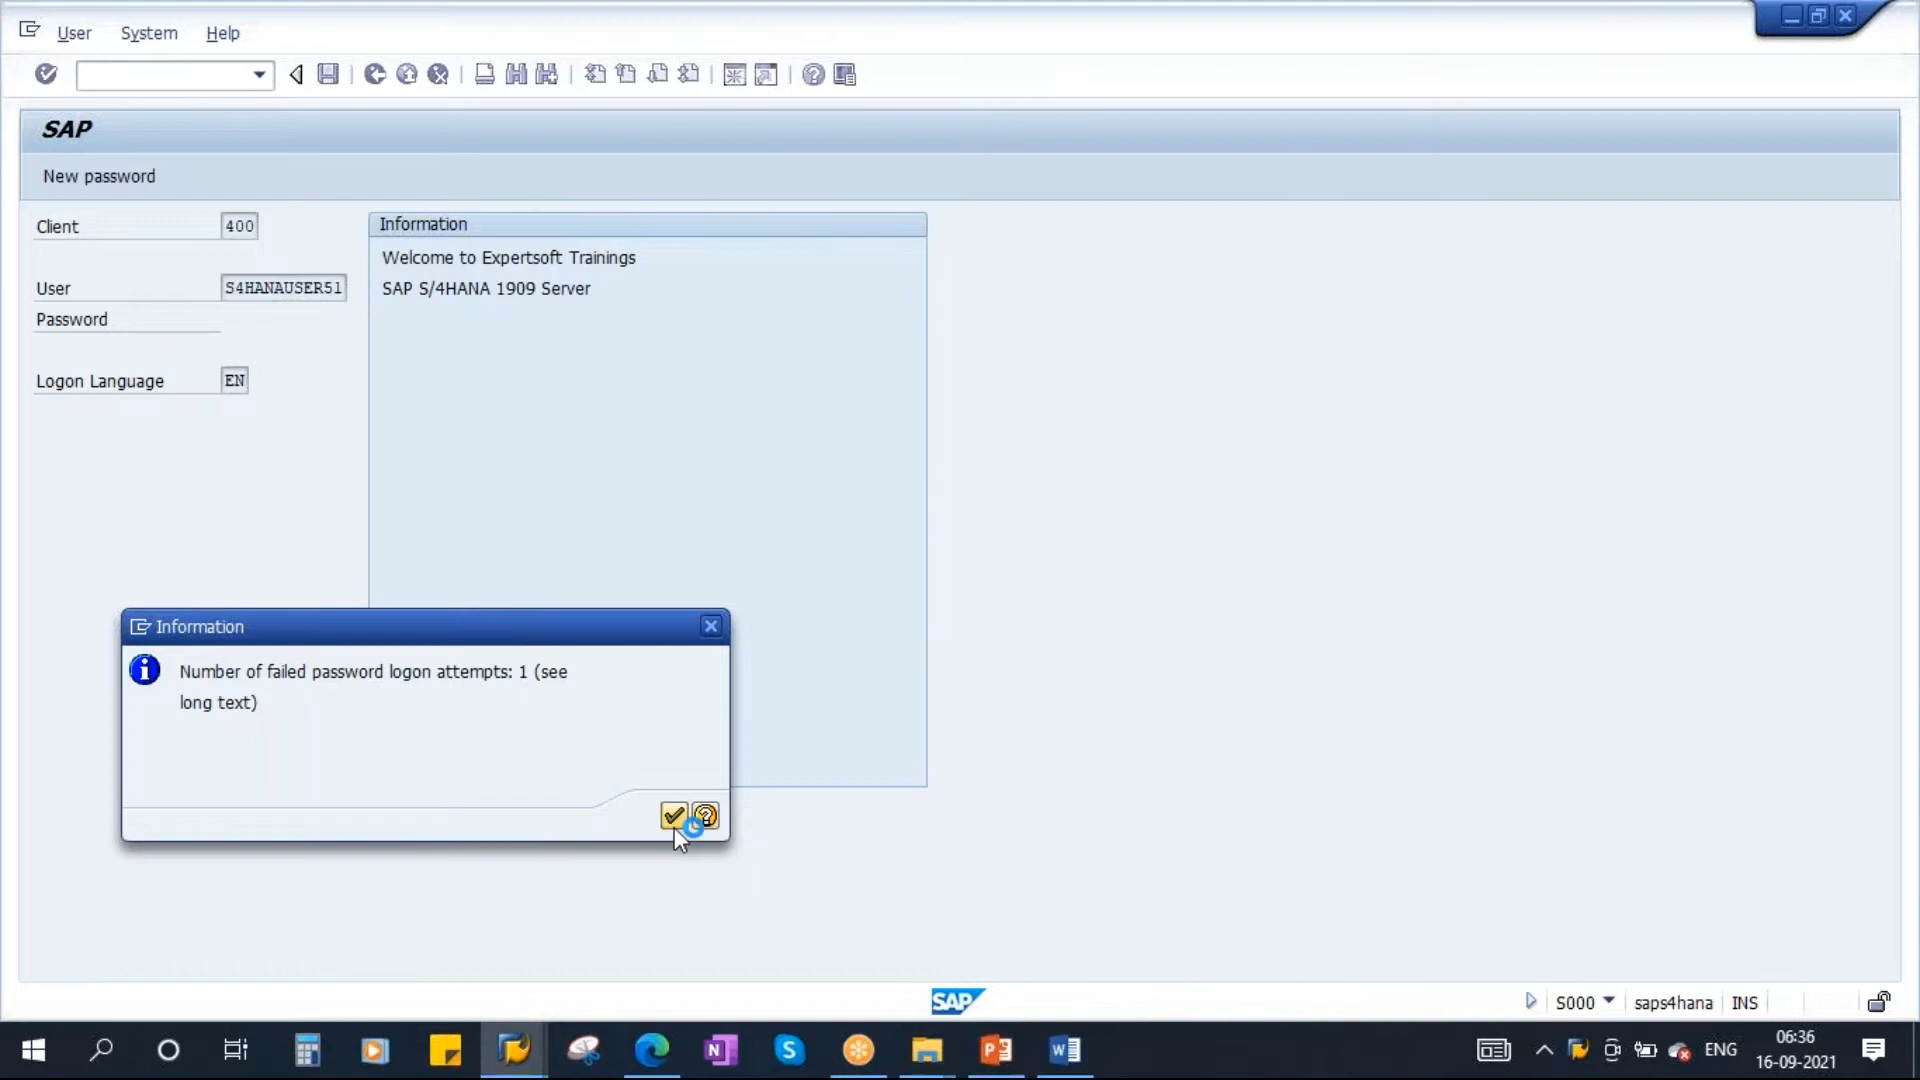 User System Help
SAP
New password
Client 400
User S4HANAUSER51
Password
Logon Language EN
Information
Welcome to Expertsoft Trainings
SAP S/4HANA 1909 Server
Information
Number of failed password logon attempts: 1 (see
long text)
SAP
S000 saps4hana INS
06:36
ENG
16-09-2021